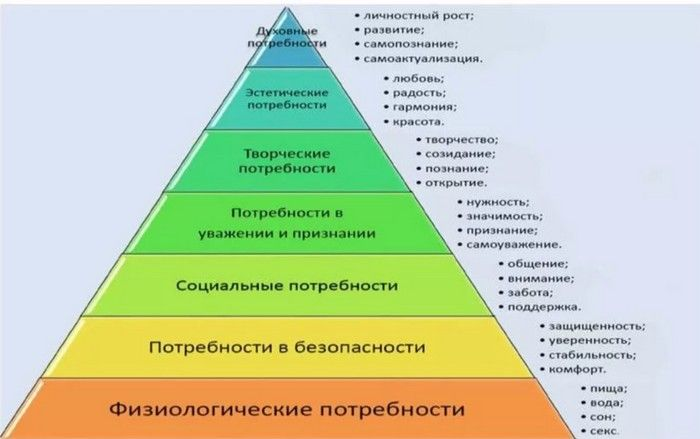 Духовные
потребности
• личностный рост;
• развитие;
• самопознание;
• самоактуализация.
Эстетические
потребности
• любовь;
• радость;
• гармония;
• красота.
Творческие
потребности
• творчество;
• созидание;
• познание;
• открытие.
Потребности в
уважении и признании
• нужность;
• значимость;
• признание;
• самоуважение.
Социальные потребности
• общение;
• внимание;
• забота;
• поддержка.
Потребности в безопасности
• защищенность;
• уверенность;
• стабильность;
• комфорт.
Физиологические потребности
• пища;
• вода;
• сон;
• секс.